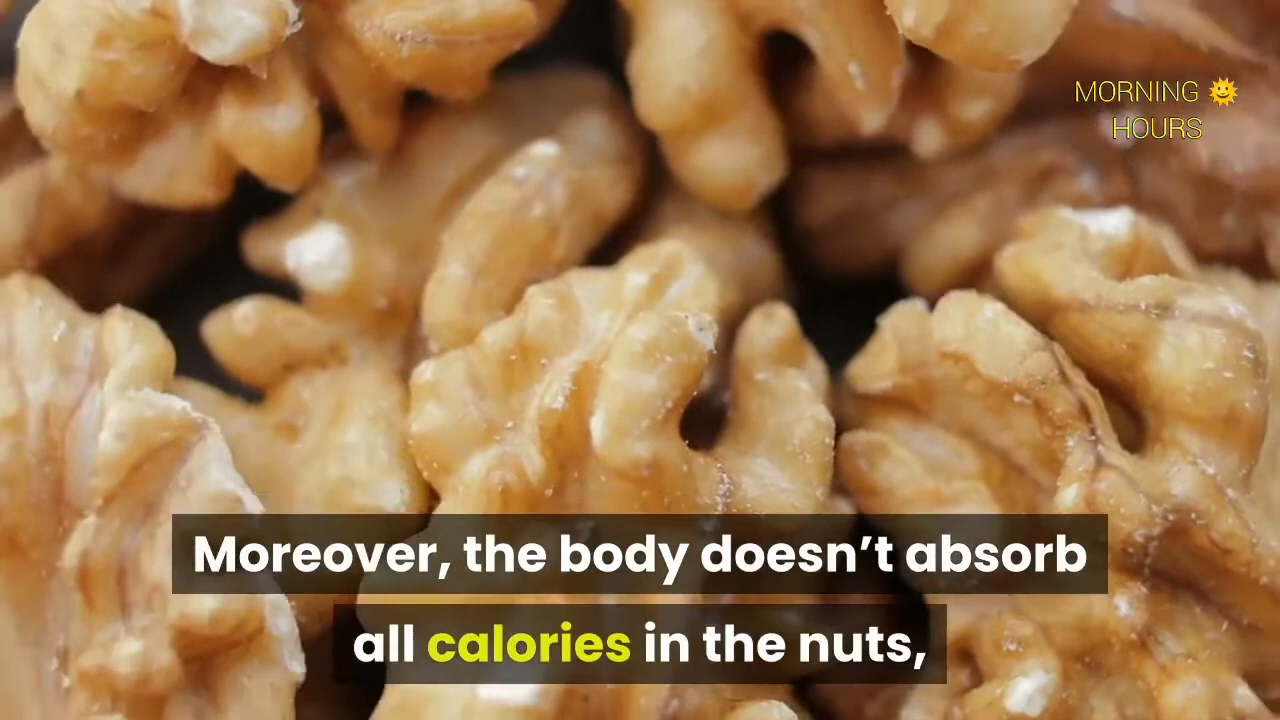 MORNING 🌞
HOURS
Moreover, the body doesn’t absorb
all calories in the nuts,